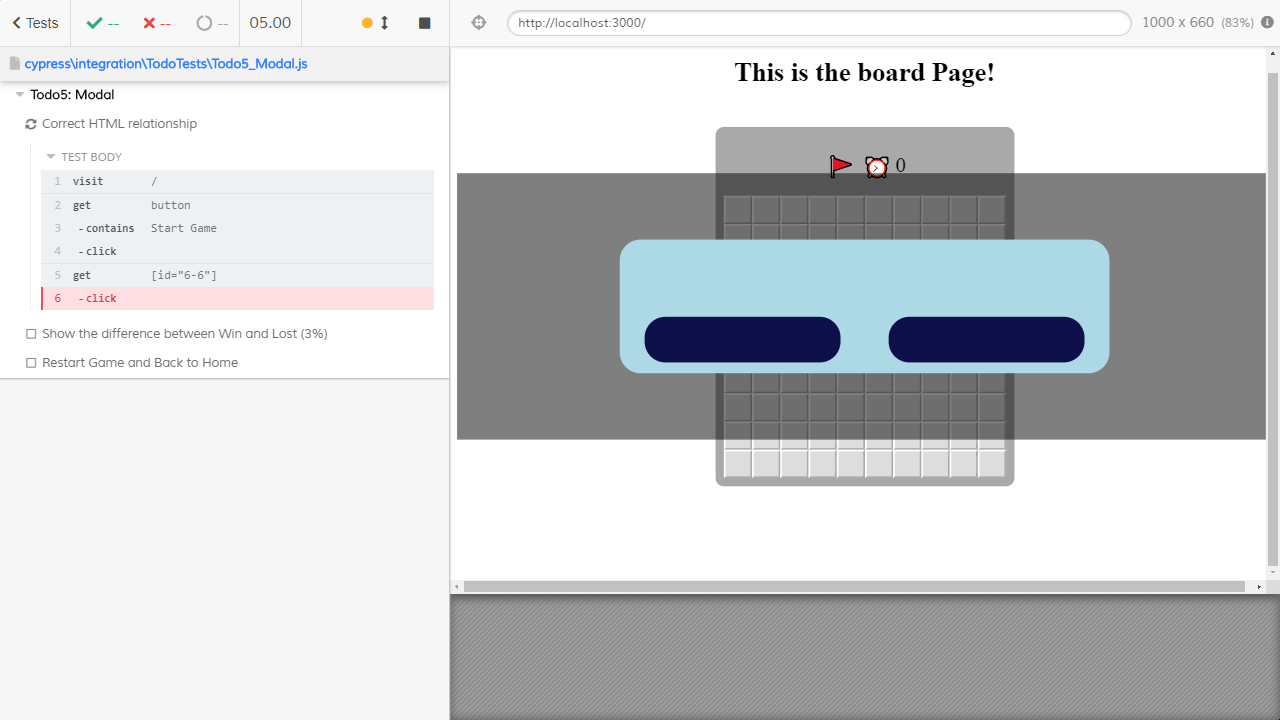 Tests -- -- -- 05.00
http://localhost:3000/ 1000 x 660 (83%)
cypress\integration\TodoTests\Todo5_Modal.js
Todo5: Modal
Correct HTML relationship
TEST BODY
1 visit /
2 get button
3 -contains Start Game
4 -click
5 get [id="6-6"]
6 -click
Show the difference between Win and Lost (3%)
Restart Game and Back to Home
This is the board Page!
0